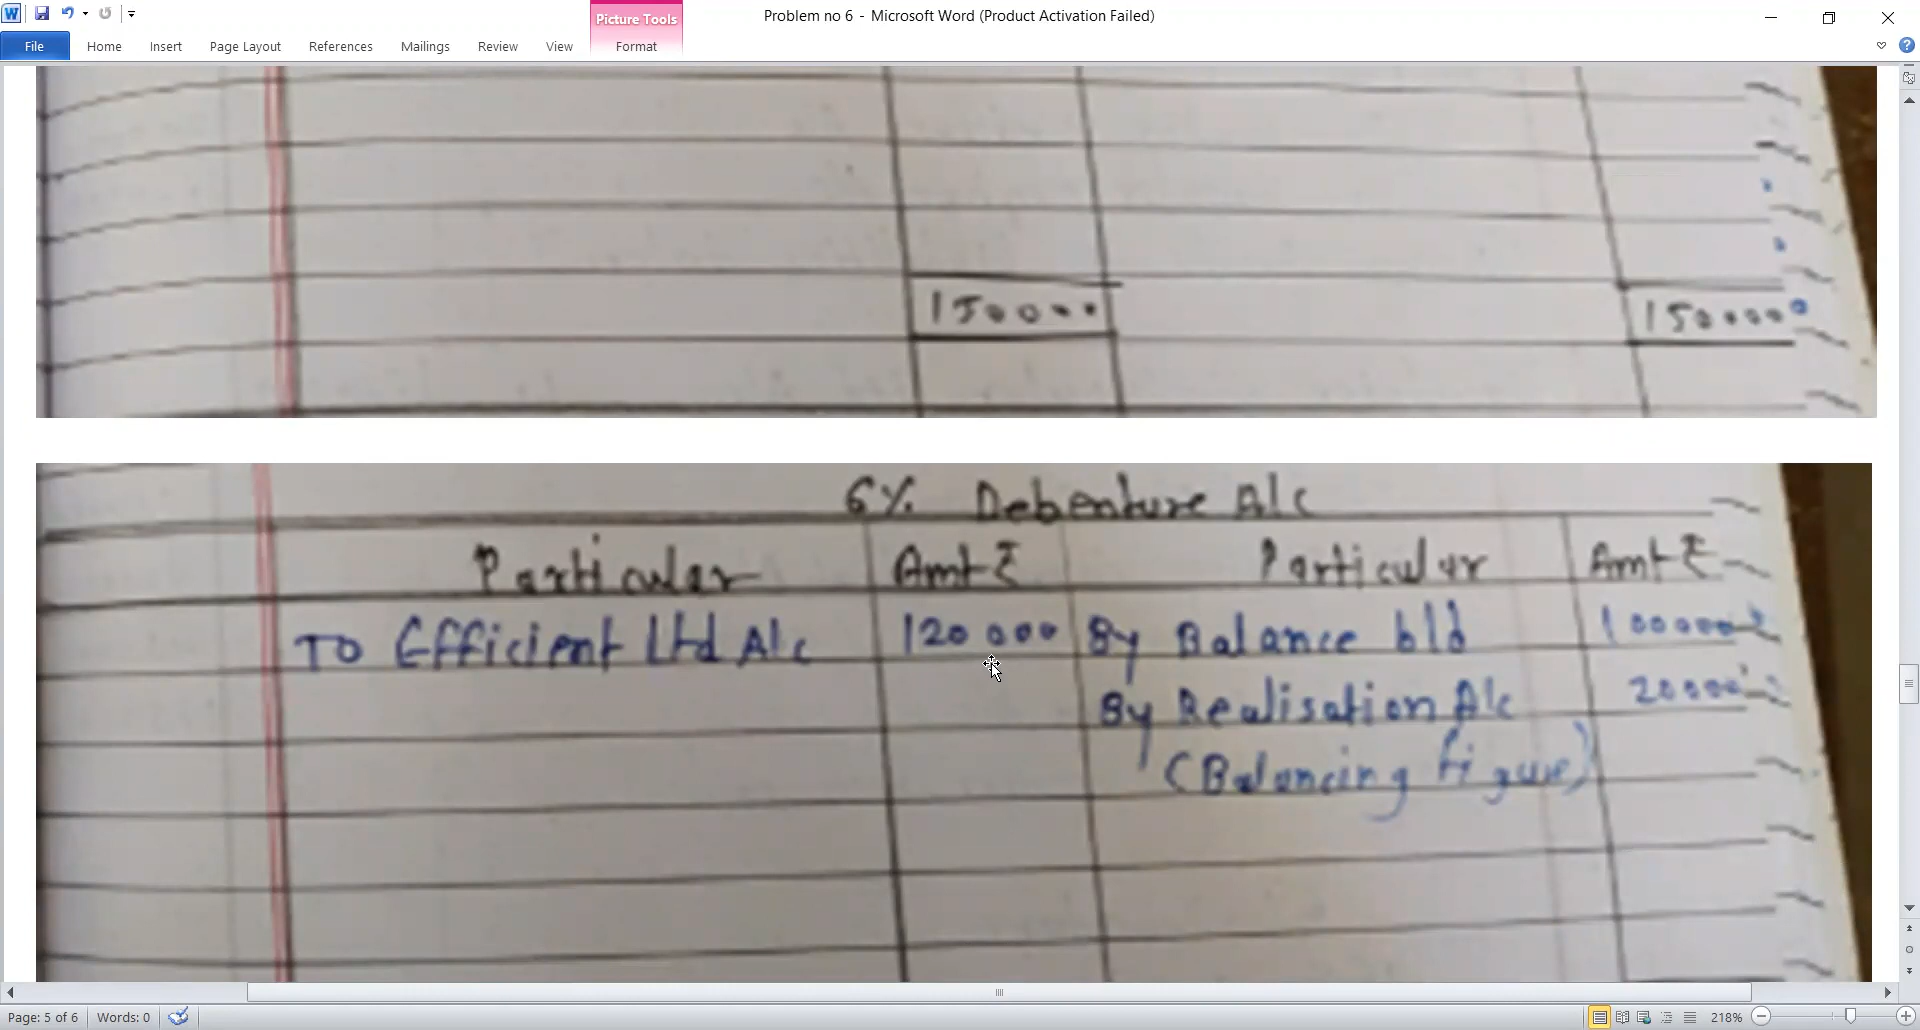 Picture Tools
Problem no 6 - Microsoft Word (Product Activation Failed)
File Home Insert Page Layout References Mailings Review View Format
150000 150000
6% Debenture A/c
Particular Amt ₹ Particular Amt ₹
To Efficient Ltd A/c 120000 By Balance b/d 100000
By Realisation A/c 20000
(Balancing figure)
Page: 5 of 6 Words: 0 218%